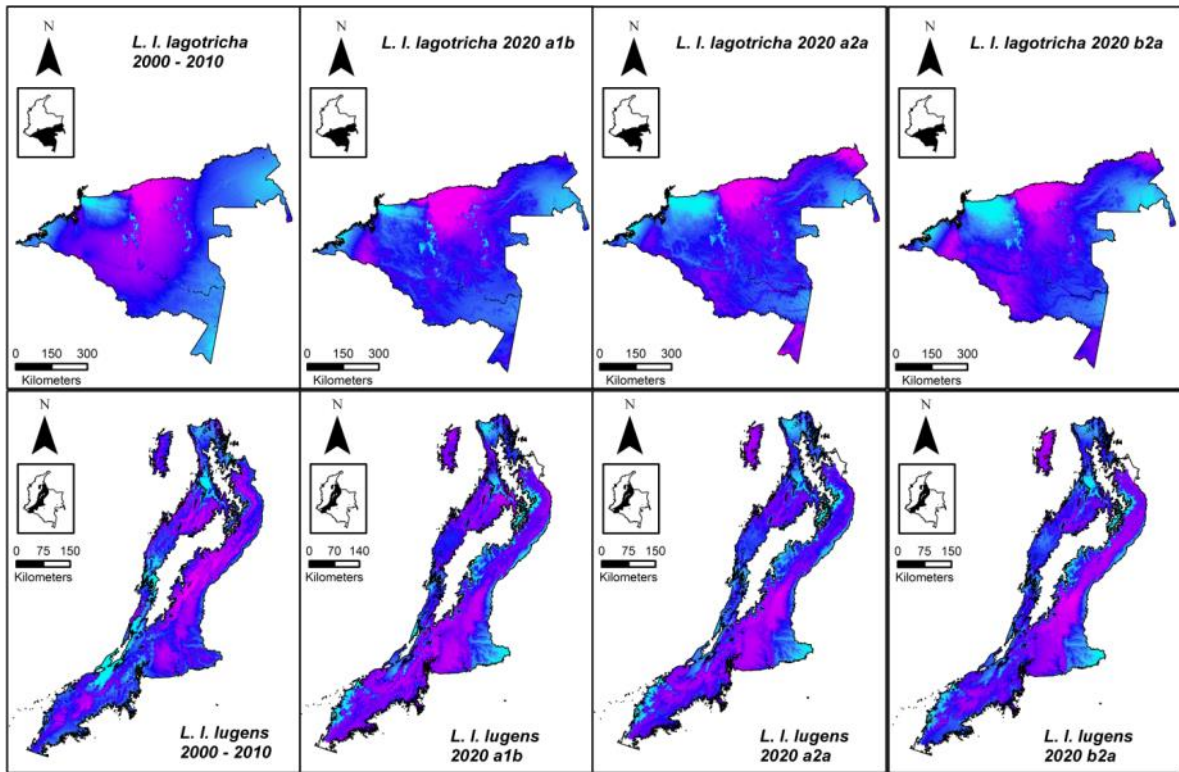 N
L. l. lagotricha
2000 - 2010
0 150 300
Kilometers
N
L. l. lagotricha 2020 a1b
0 150 300
Kilometers
N
L. l. lagotricha 2020 a2a
0 150 300
Kilometers
N
L. l. lagotricha 2020 b2a
0 150 300
Kilometers
N
0 75 150
Kilometers
L. l. lugens
2000 - 2010
N
0 70 140
Kilometers
L. l. lugens
2020 a1b
N
0 75 150
Kilometers
L. l. lugens
2020 a2a
N
0 75 150
Kilometers
L. l. lugens
2020 b2a